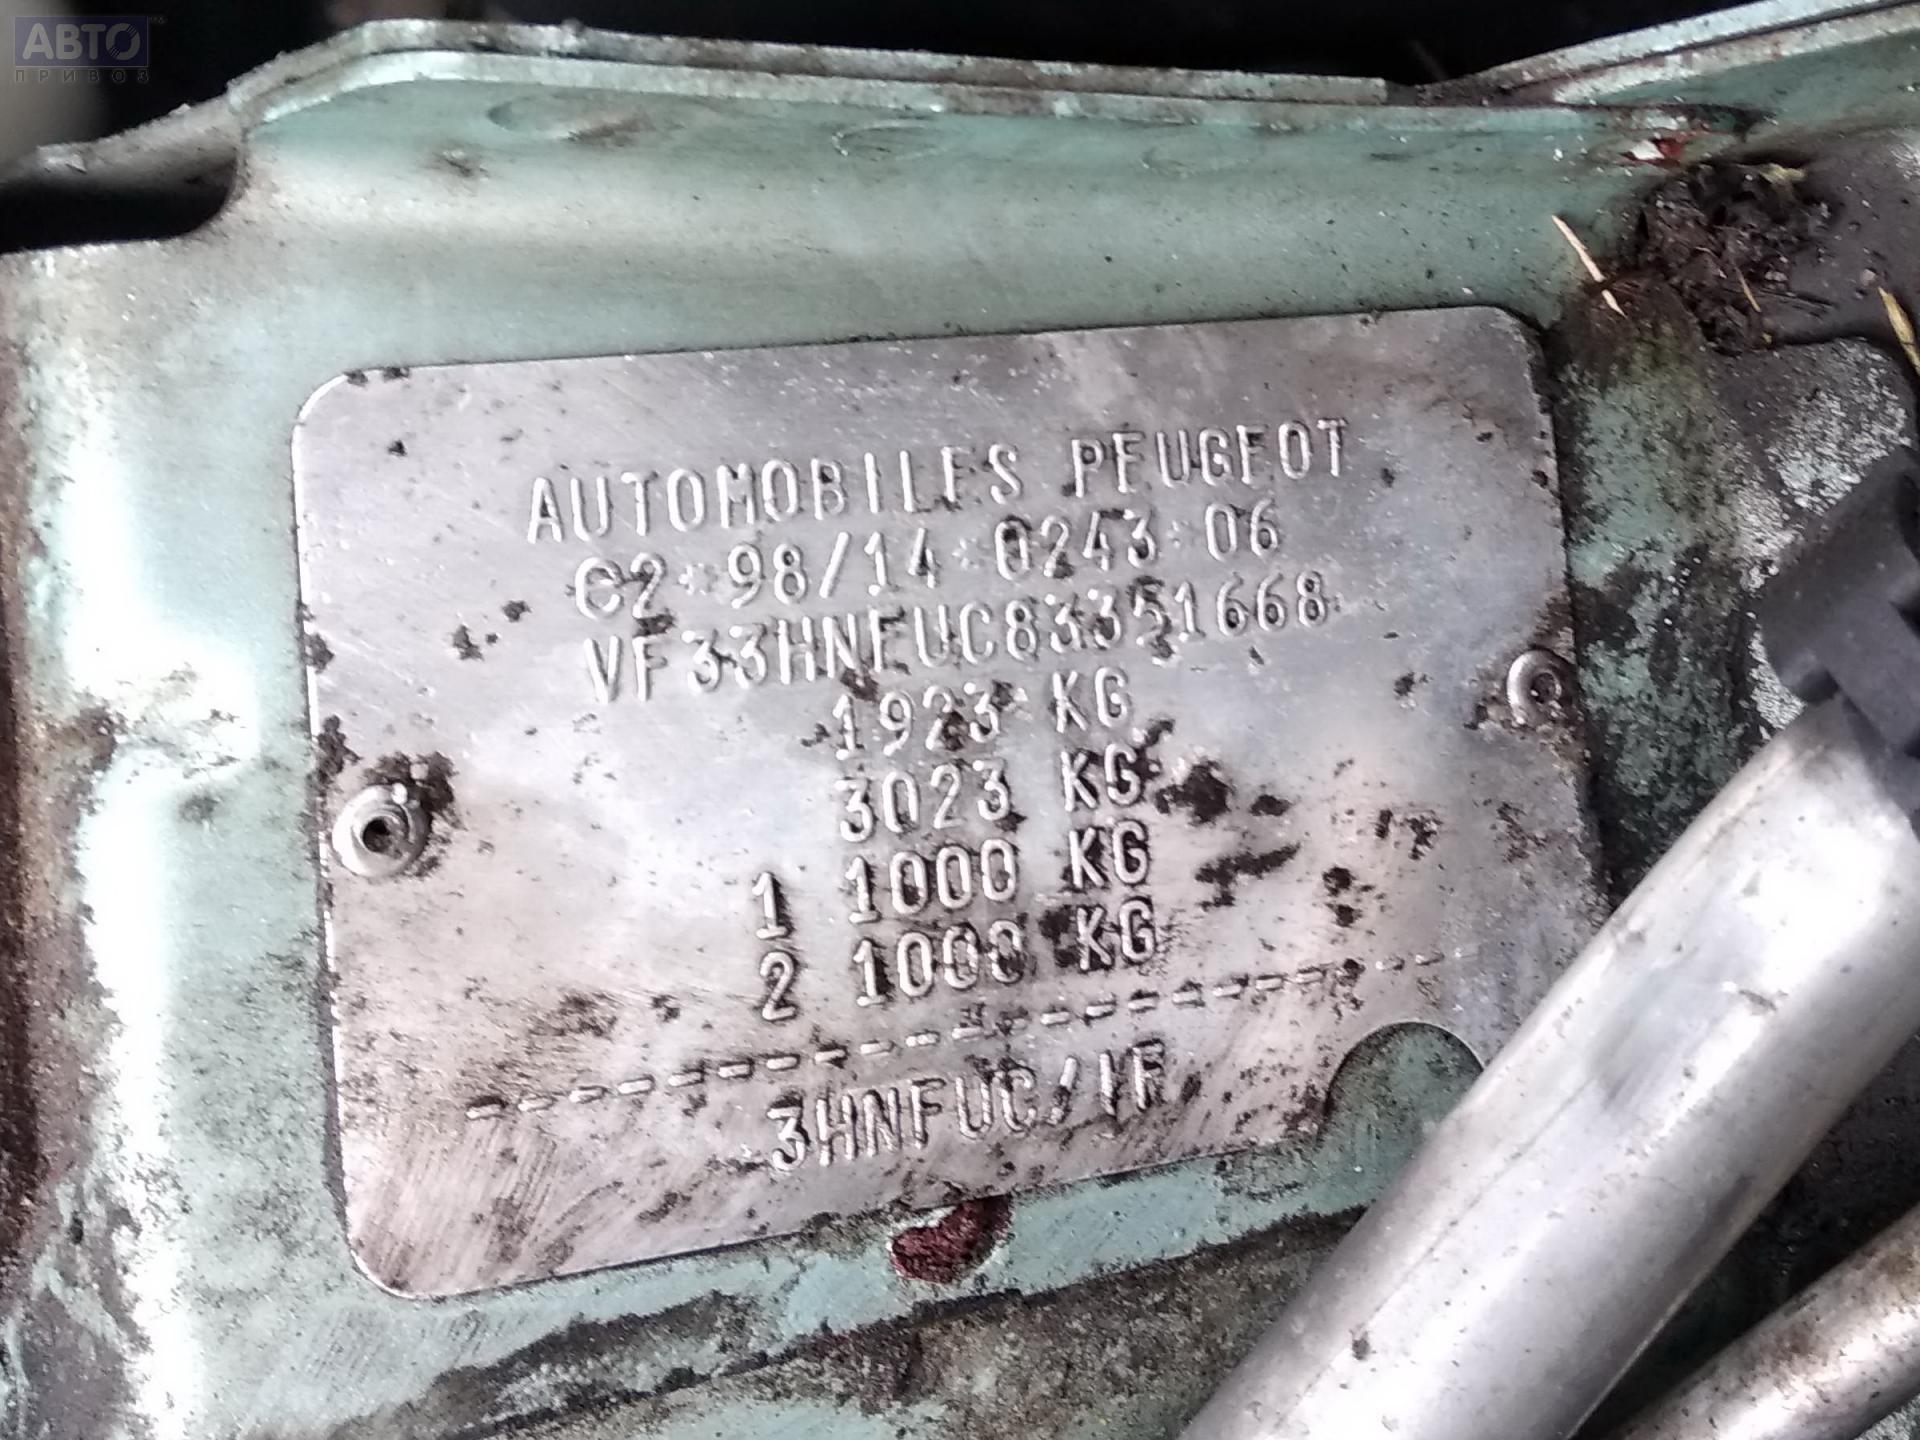 АВТО
ПРИВОЗ
AUTOMOBILES PEUGEOT
C2*98/14*0243*06
VF33HNFUC83351668
1923 KG
3023 KG
1 1000 KG
2 1000 KG
-----------------
3HNFUC/IF